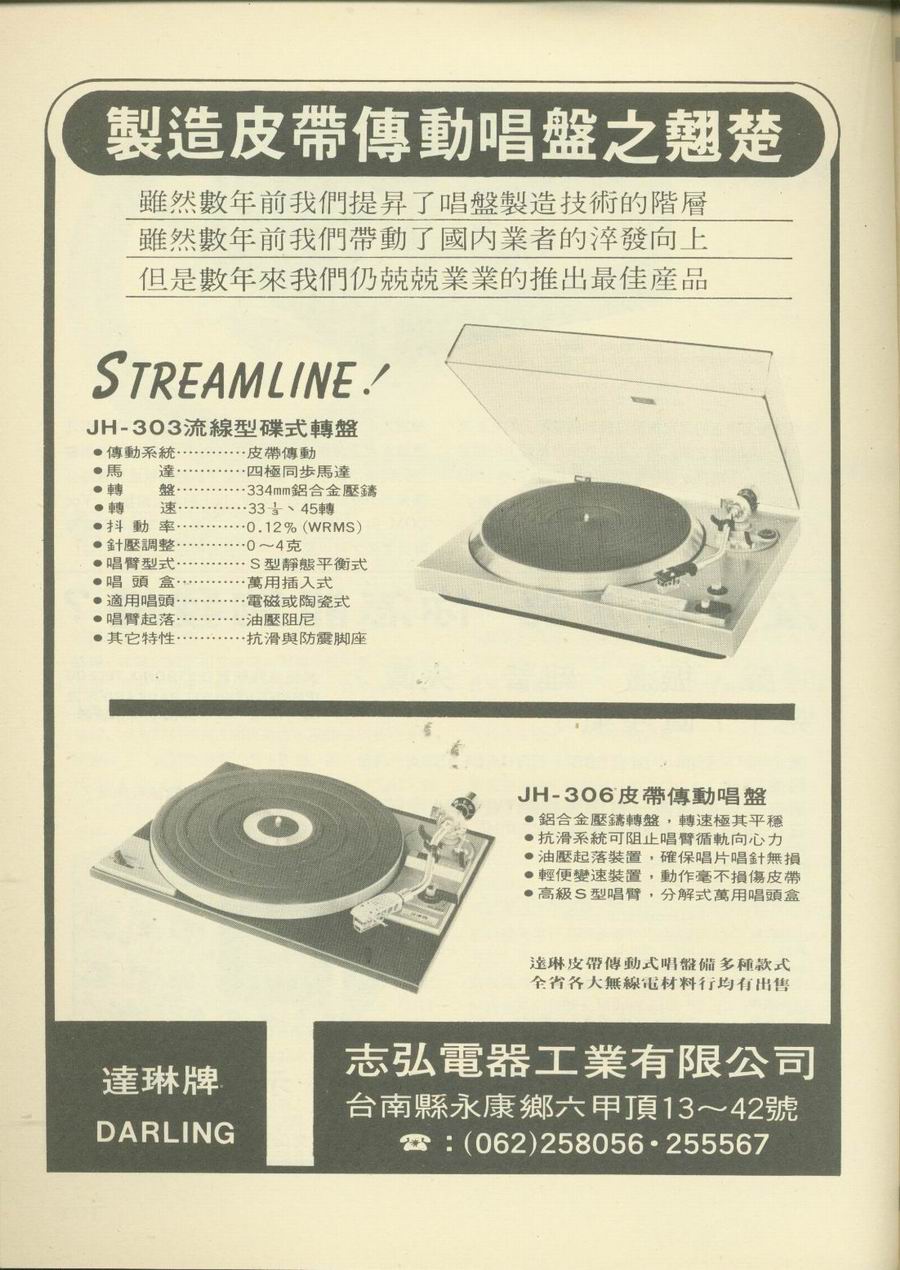 製造皮帶傳動唱盤之翹楚
雖然數年前我們提昇了唱盤製造技術的階層
雖然數年前我們帶動了國内業者的淬發向上
但是數年來我們仍兢兢業業的推出最佳産品
STREAMLINE!
JH-303流線型碟式轉盤
●傳動系統⋯⋯⋯⋯皮帶傳動
●馬達⋯⋯⋯⋯四極同步馬達
●轉盤⋯⋯⋯⋯334mm鋁合金壓鑄
●轉速⋯⋯⋯⋯33⅓、45轉
●抖動率⋯⋯⋯⋯0.12%(WRMS)
●針壓調整⋯⋯⋯⋯0～4克
●唱臂型式⋯⋯⋯⋯S型靜態平衡式
●唱頭盒⋯⋯⋯⋯萬用插入式
●適用唱頭⋯⋯⋯⋯電磁或陶瓷式
●唱臂起落⋯⋯⋯⋯油壓阻尼
●其它特性⋯⋯⋯⋯抗滑與防震脚座
JH-306皮帶傳動唱盤
●鋁合金壓鑄轉盤，轉速極其平穩
●抗滑系統可阻止唱臂循軌向心力
●油壓起落裝置，確保唱片唱針無損
●輕便變速裝置，動作毫不損傷皮帶
●高級S型唱臂，分解式萬用唱頭盒
達琳皮帶傳動式唱盤備多種款式
全省各大無線電材料行均有出售
達琳牌
DARLING
志弘電器工業有限公司
台南縣永康鄉六甲頂13～42號
☎：(062)258056・255567